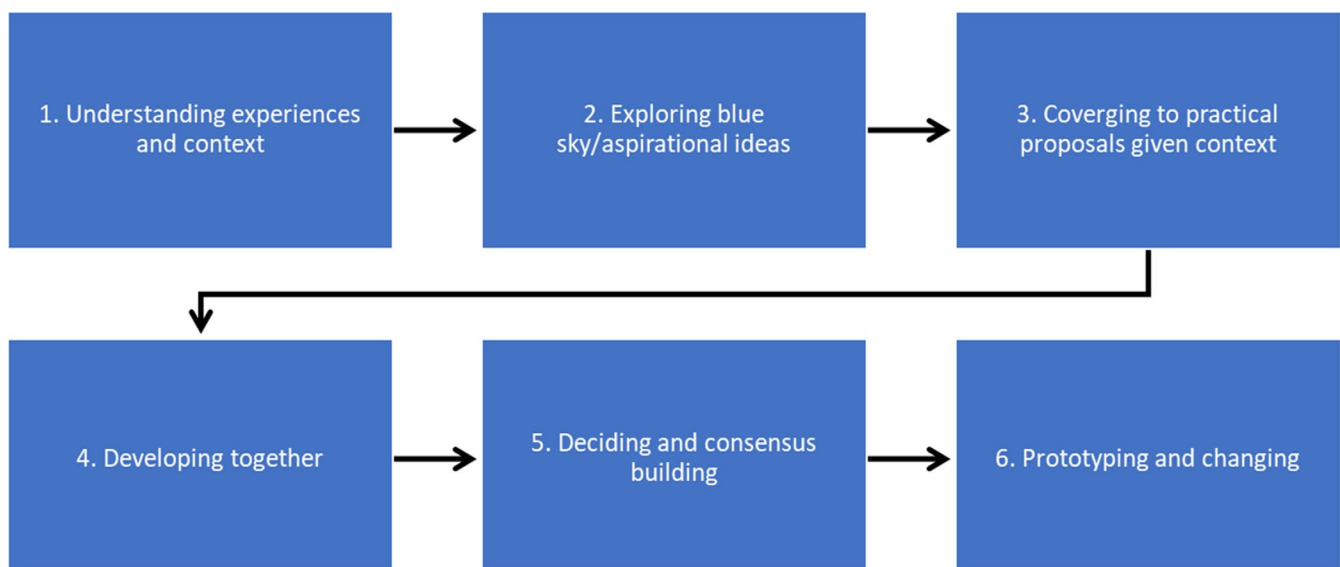 1. Understanding experiences
and context
2. Exploring blue
sky/aspirational ideas
3. Coverging to practical
proposals given context
4. Developing together
5. Deciding and consensus
building
6. Prototyping and changing